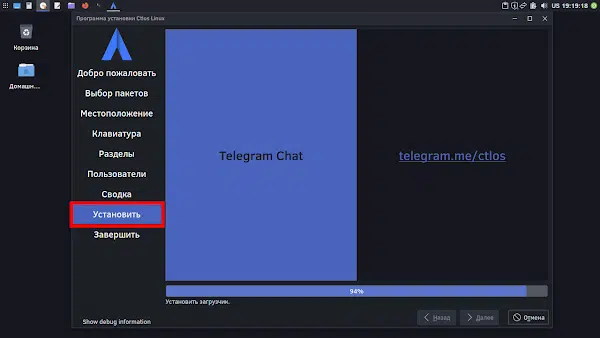 US 19:19:18
Программа установки Ctlos Linux
Корзина
Домашн...
Добро пожаловать
Выбор пакетов
Местоположение
Клавиатура
Разделы
Пользователи
Сводка
Установить
Завершить
Telegram Chat
telegram.me/ctlos
94%
Установить загрузчик.
Show debug information
Назад
Далее
Отмена